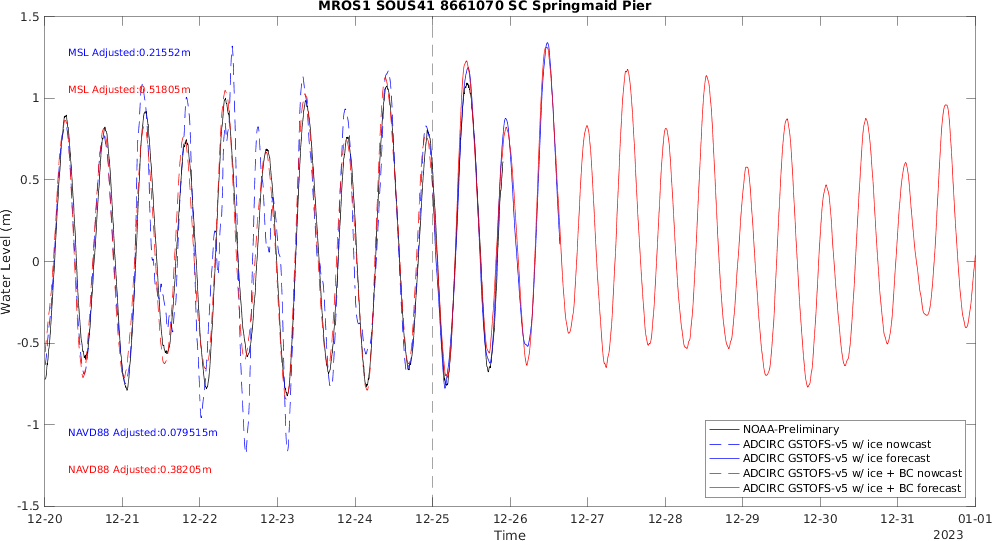 MROS1 SOUS41 8661070 SC Springmaid Pier
1.5
1
0.5
0
-0.5
-1
-1.5
Water Level (m)
MSL Adjusted:0.21552m
MSL Adjusted:0.51805m
NAVD88 Adjusted:0.079515m
NAVD88 Adjusted:0.38205m
NOAA-Preliminary
ADCIRC GSTOFS-v5 w/ ice nowcast
ADCIRC GSTOFS-v5 w/ ice forecast
ADCIRC GSTOFS-v5 w/ ice + BC nowcast
ADCIRC GSTOFS-v5 w/ ice + BC forecast
12-20 12-21 12-22 12-23 12-24 12-25 12-26 12-27 12-28 12-29 12-30 12-31 01-01
Time
2023